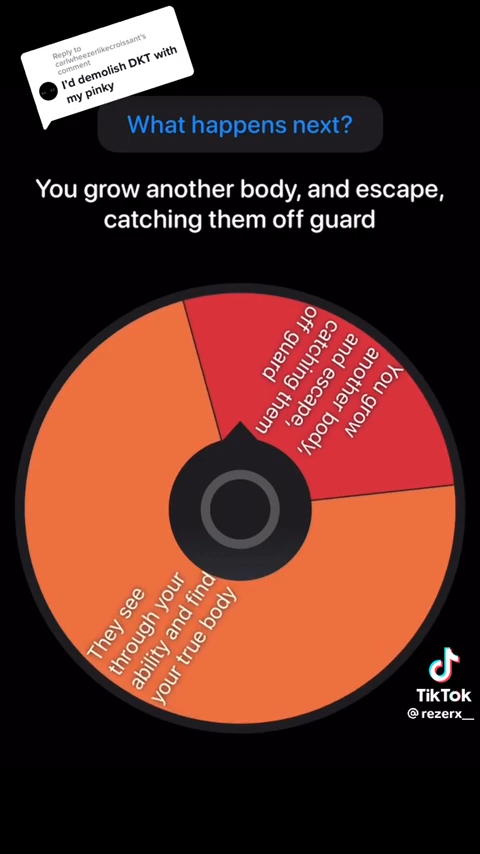 Reply to
carlwheezerlikecroissant's
comment
I'd demolish DKT with
my pinky
What happens next?
You grow another body, and escape,
catching them off guard
You grow
another body,
and escape,
catching them
off guard
They see
through your
ability and find
your true body
TikTok
@rezerx__